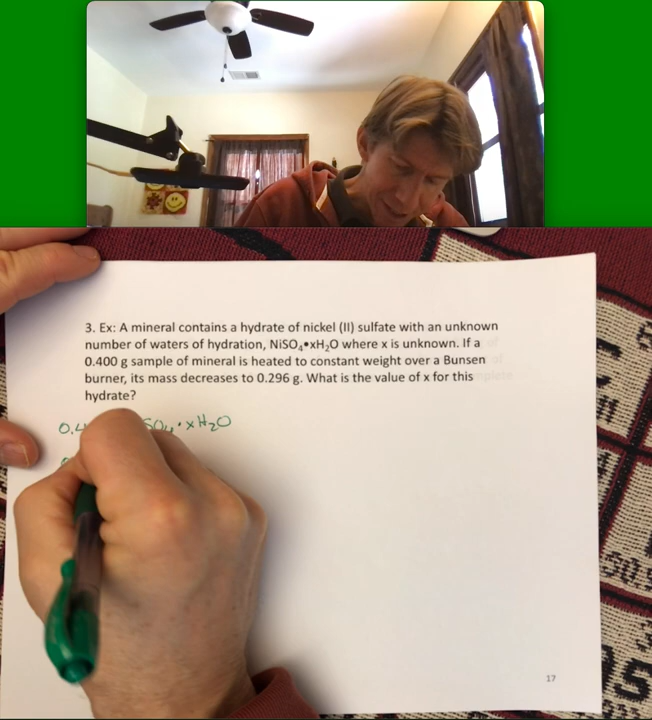 3. Ex: A mineral contains a hydrate of nickel (II) sulfate with an unknown
number of waters of hydration, NiSO₄•xH₂O where x is unknown. If a
0.400 g sample of mineral is heated to constant weight over a Bunsen
burner, its mass decreases to 0.296 g. What is the value of x for this
hydrate?
0.4 SO₄·xH₂O
17